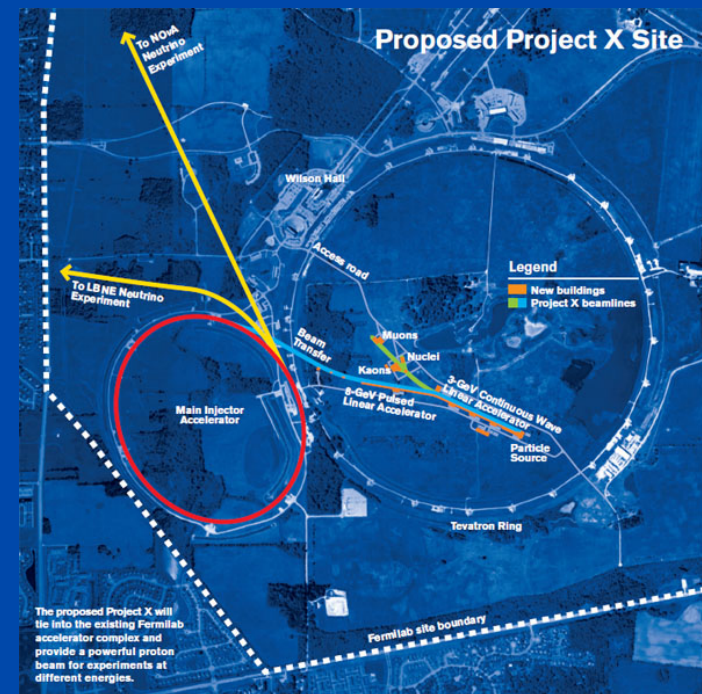 Proposed Project X Site
To NOvA
Neutrino
Experiment
Wilson Hall
Access road
Legend
New buildings
Project X beamlines
To LBNE Neutrino
Experiment
Beam
Transfer
Muons
Nuclei
Kaons
3-GeV Continuous Wave
Linear Accelerator
8-GeV Pulsed
Linear Accelerator
Main Injector
Accelerator
Particle
Source
Tevatron Ring
The proposed Project X will
tie into the existing Fermilab
accelerator complex and
provide a powerful proton
beam for experiments at
different energies.
Fermilab site boundary